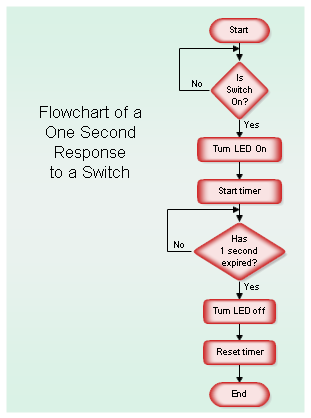 Flowchart of a
One Second
Response
to a Switch
Start
Is
Switch
On?
No
Yes
Turn LED On
Start timer
Has
1 second
expired?
No
Yes
Turn LED off
Reset timer
End